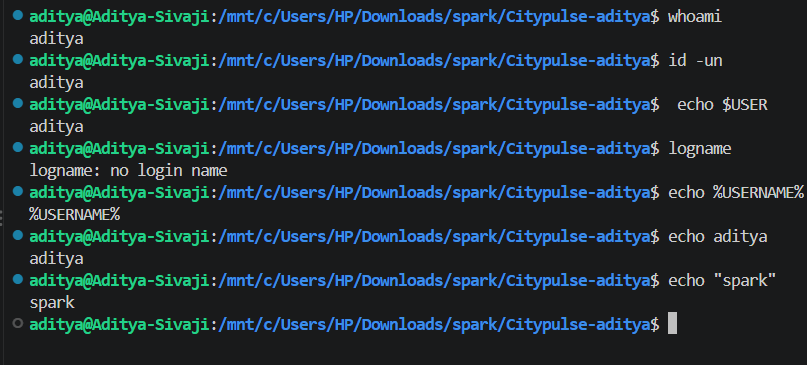 aditya@Aditya-Sivaji:/mnt/c/Users/HP/Downloads/spark/Citypulse-aditya$ whoami
aditya
aditya@Aditya-Sivaji:/mnt/c/Users/HP/Downloads/spark/Citypulse-aditya$ id -un
aditya
aditya@Aditya-Sivaji:/mnt/c/Users/HP/Downloads/spark/Citypulse-aditya$  echo $USER
aditya
aditya@Aditya-Sivaji:/mnt/c/Users/HP/Downloads/spark/Citypulse-aditya$ logname
logname: no login name
aditya@Aditya-Sivaji:/mnt/c/Users/HP/Downloads/spark/Citypulse-aditya$ echo %USERNAME%
%USERNAME%
aditya@Aditya-Sivaji:/mnt/c/Users/HP/Downloads/spark/Citypulse-aditya$ echo aditya
aditya
aditya@Aditya-Sivaji:/mnt/c/Users/HP/Downloads/spark/Citypulse-aditya$ echo "spark"
spark
aditya@Aditya-Sivaji:/mnt/c/Users/HP/Downloads/spark/Citypulse-aditya$